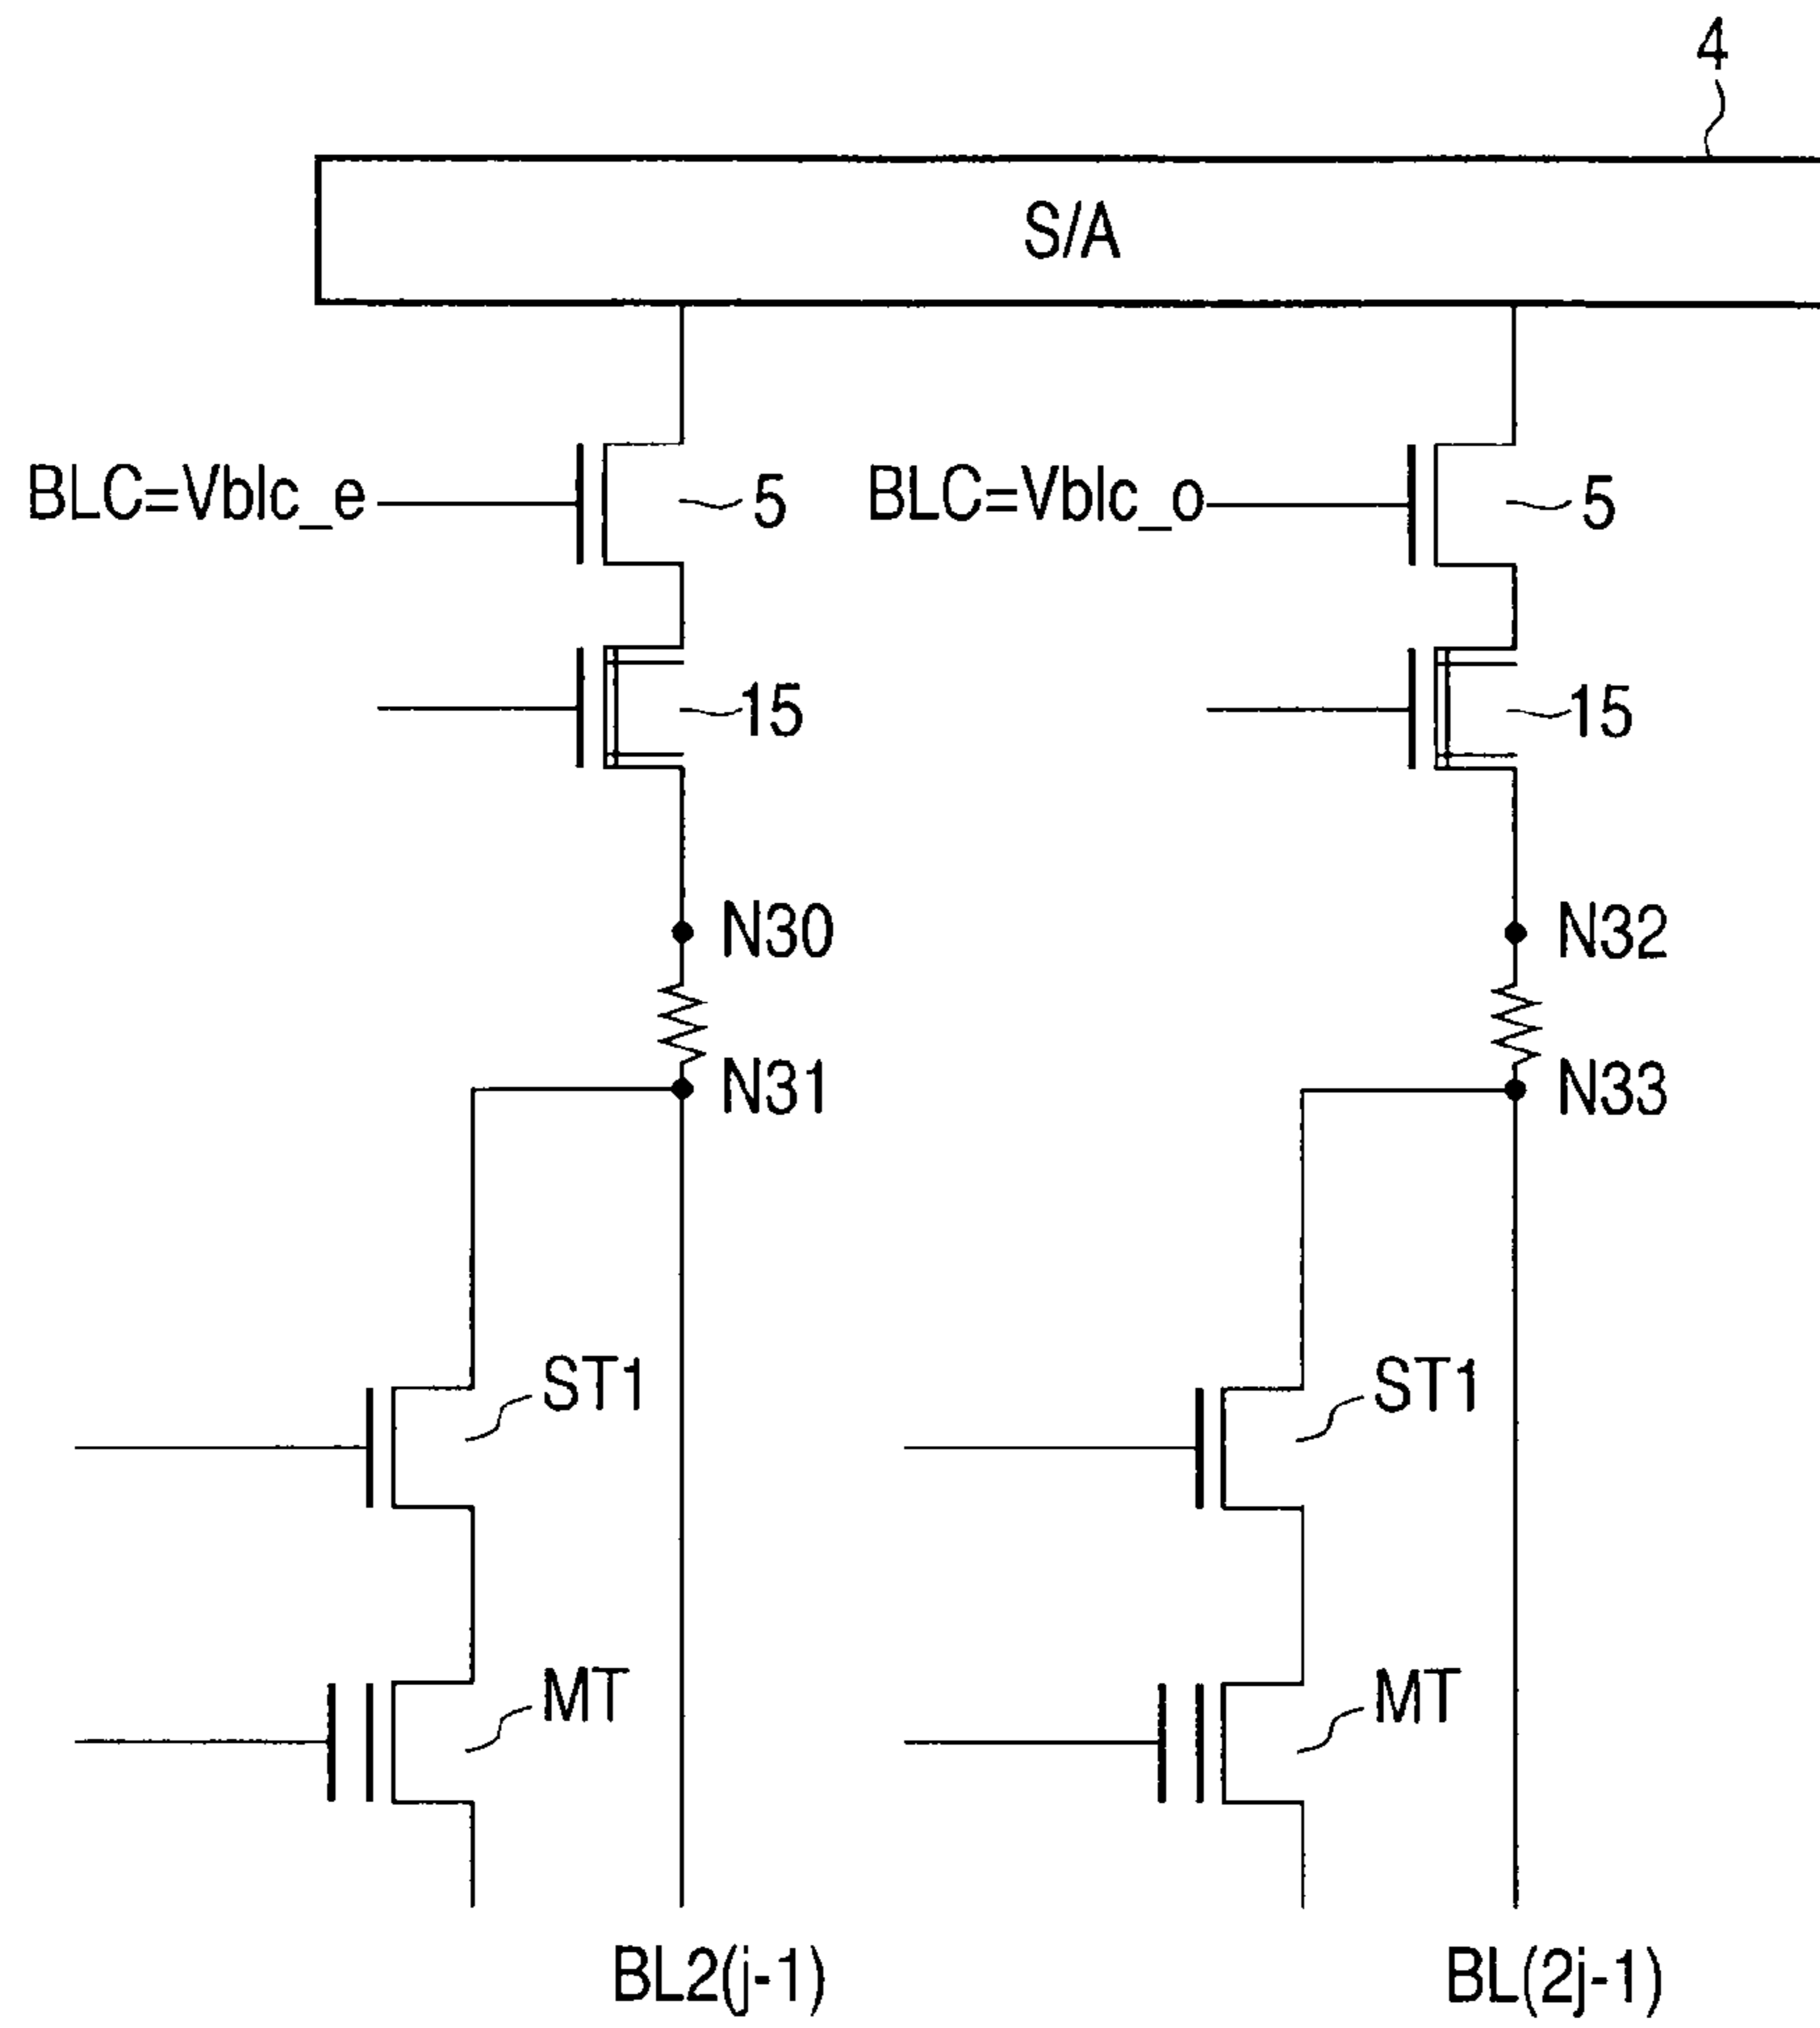 4
S/A
BLC=Vblc_e
5
BLC=Vblc_o
5
15
15
N30
N32
N31
N33
ST1
ST1
MT
MT
BL2(j-1)
BL(2j-1)